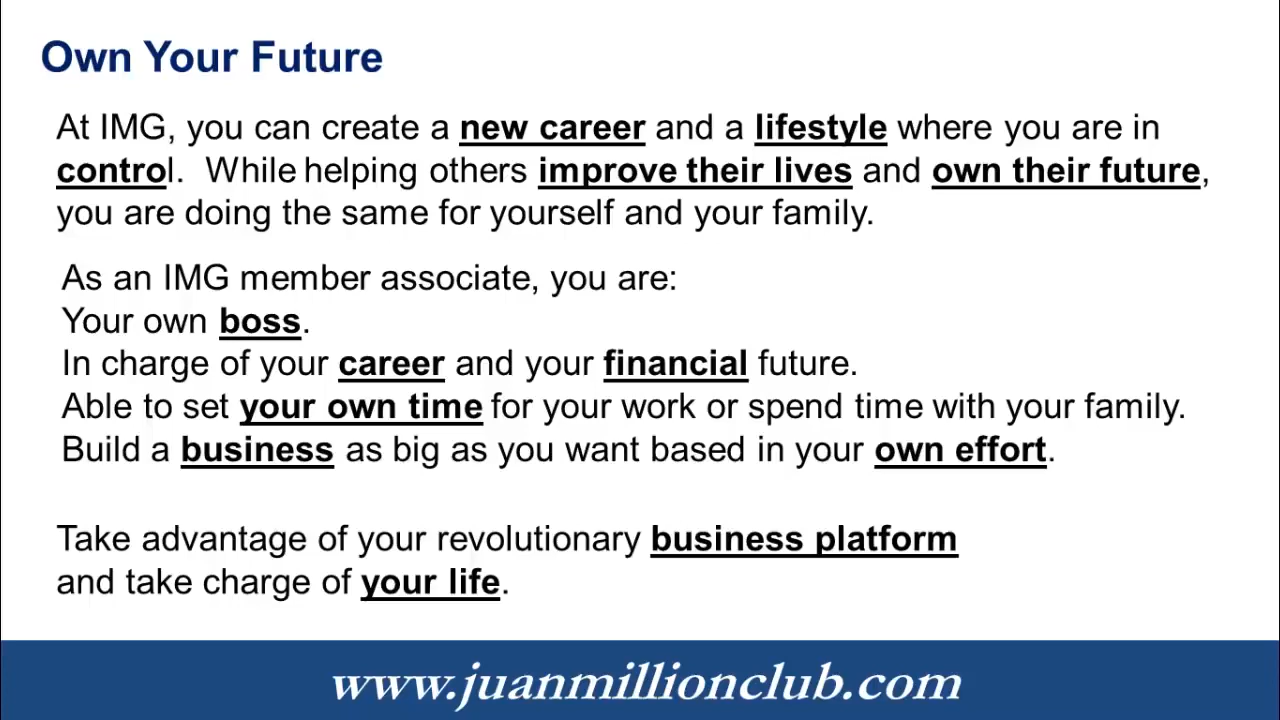 Own Your Future
At IMG, you can create a new career and a lifestyle where you are in
control.  While helping others improve their lives and own their future,
you are doing the same for yourself and your family.
As an IMG member associate, you are:
Your own boss.
In charge of your career and your financial future.
Able to set your own time for your work or spend time with your family.
Build a business as big as you want based in your own effort.
Take advantage of your revolutionary business platform
and take charge of your life.
www.juanmillionclub.com